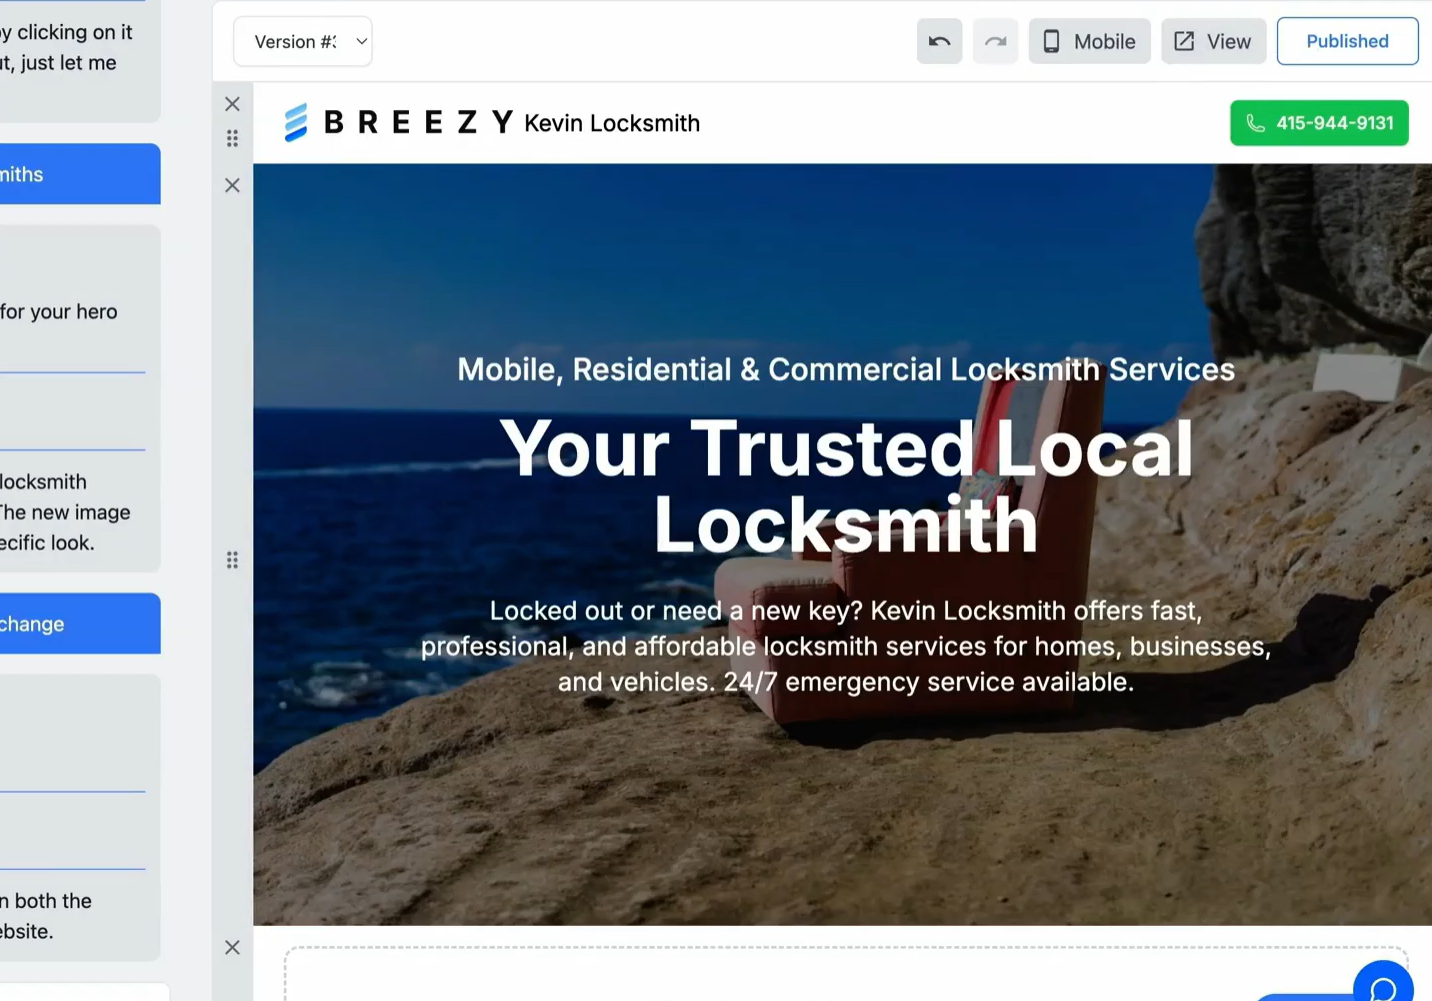 y clicking on it
t, just let me
miths
for your hero
locksmith
The new image
ecific look.
change
n both the
ebsite.
Version #
Mobile
View
Published
BREEZY Kevin Locksmith
415-944-9131
Mobile, Residential & Commercial Locksmith Services
Your Trusted Local
Locksmith
Locked out or need a new key? Kevin Locksmith offers fast,
professional, and affordable locksmith services for homes, businesses,
and vehicles. 24/7 emergency service available.